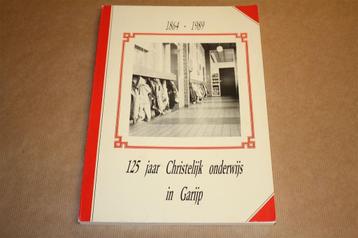 1864 - 1989
125 jaar Christelijk onderwijs
in Garijp